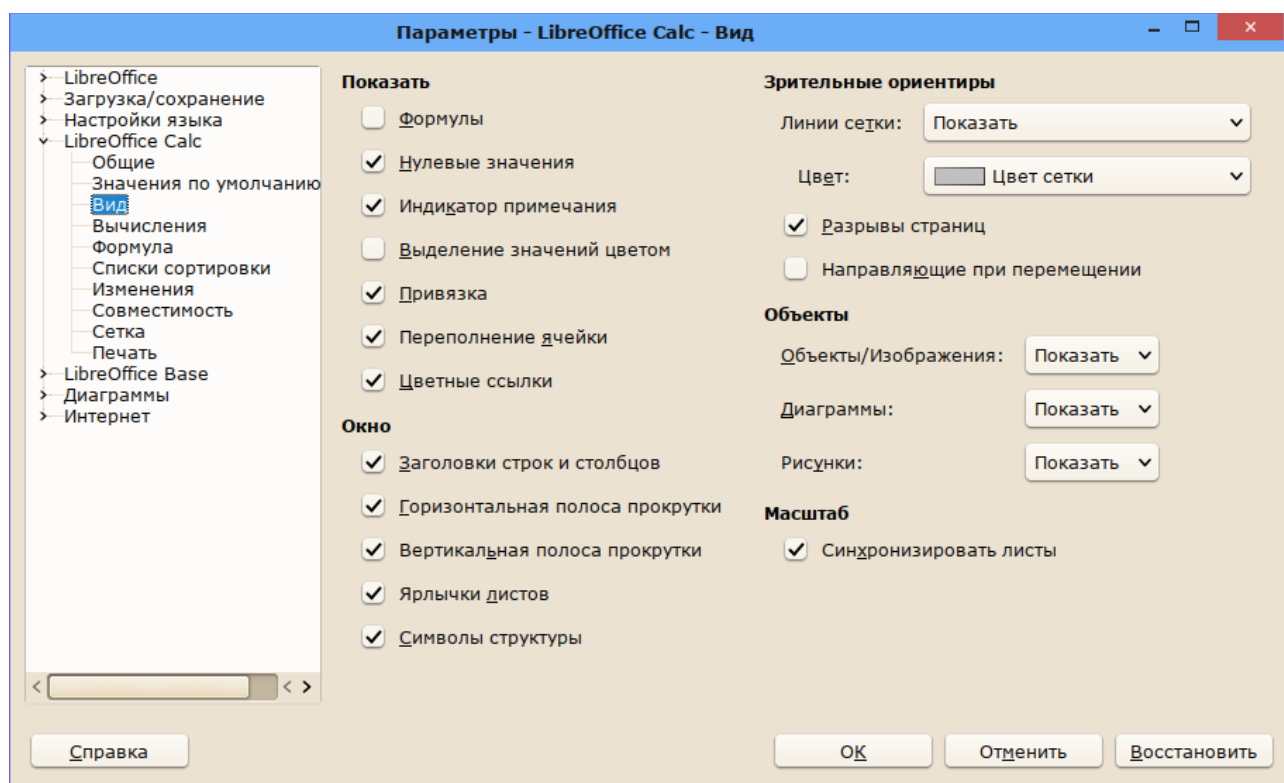 Параметры - LibreOffice Calc - Вид
LibreOffice
Загрузка/сохранение
Настройки языка
LibreOffice Calc
Общие
Значения по умолчанию
Вид
Вычисления
Формула
Списки сортировки
Изменения
Совместимость
Сетка
Печать
LibreOffice Base
Диаграммы
Интернет
Показать
Формулы
Нулевые значения
Индикатор примечания
Выделение значений цветом
Привязка
Переполнение ячейки
Цветные ссылки
Окно
Заголовки строк и столбцов
Горизонтальная полоса прокрутки
Вертикальная полоса прокрутки
Ярлычки листов
Символы структуры
Зрительные ориентиры
Линии сетки: Показать
Цвет: Цвет сетки
Разрывы страниц
Направляющие при перемещении
Объекты
Объекты/Изображения: Показать
Диаграммы: Показать
Рисунки: Показать
Масштаб
Синхронизировать листы
Справка
ОК
Отменить
Восстановить